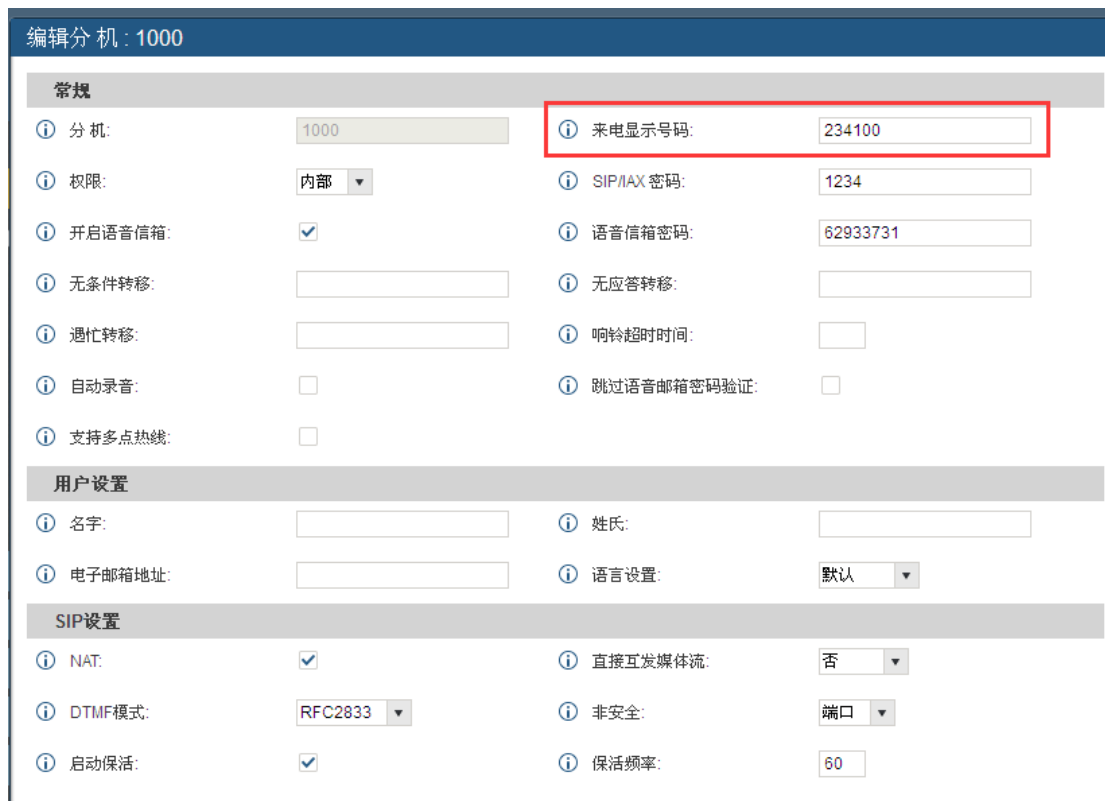 编辑分 机 : 1000
常规
分 机: 1000 来电显示号码: 234100
权限: 内部 SIP/IAX 密码: 1234
开启语音信箱: 语音信箱密码: 62933731
无条件转移: 无应答转移:
遇忙转移: 响铃超时时间:
自动录音: 跳过语音邮箱密码验证:
支持多点热线:
用户设置
名字: 姓氏:
电子邮箱地址: 语言设置: 默认
SIP设置
NAT: 直接互发媒体流: 否
DTMF模式: RFC2833 非安全: 端口
启动保活: 保活频率: 60